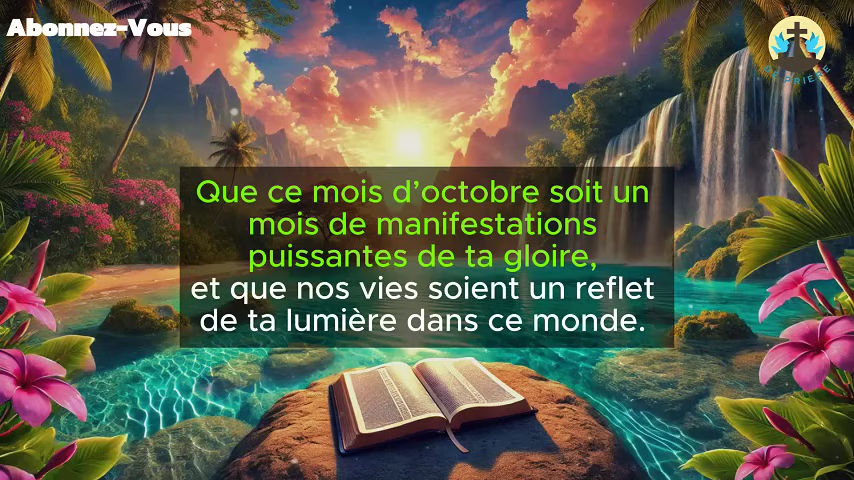 Abonnez-Vous
Que ce mois d’octobre soit un
mois de manifestations
puissantes de ta gloire,
et que nos vies soient un reflet
de ta lumière dans ce monde.